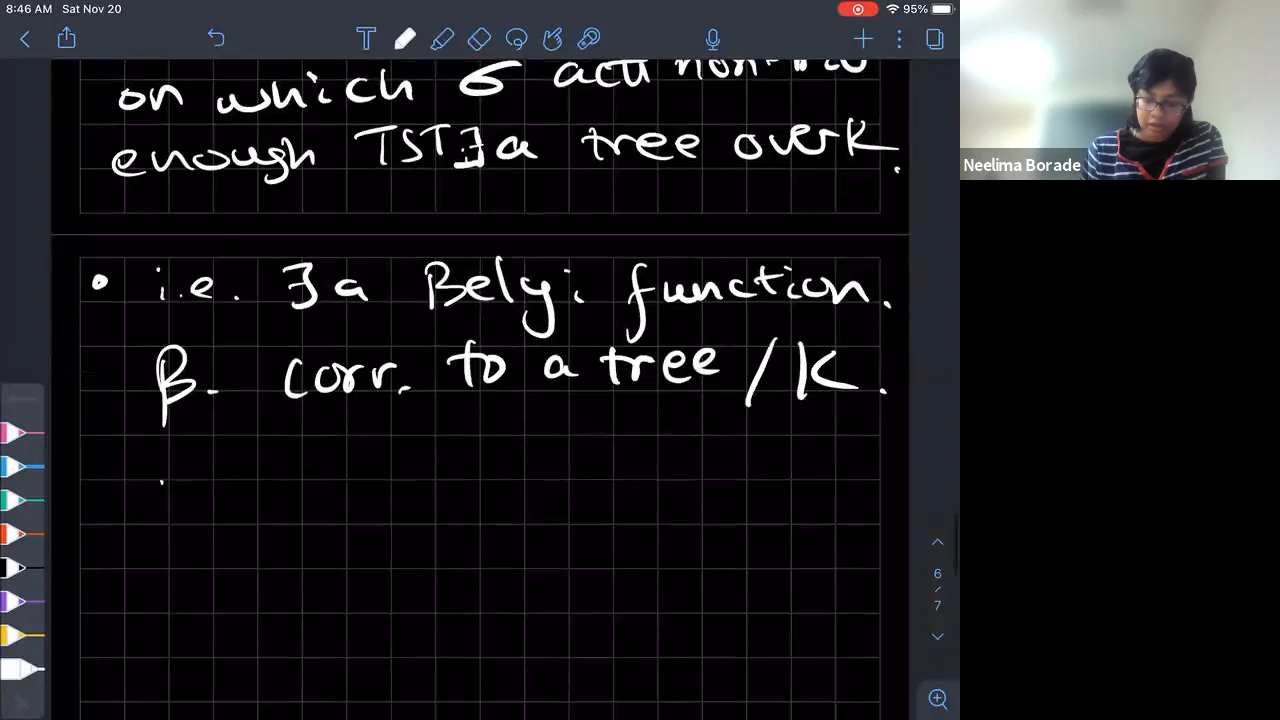 8:46 AM Sat Nov 20
95%
on which σ acts non-triv
enough TST ∃ a tree over K.
• i.e. ∃ a Belyi function.
β. corr. to a tree / K.
Neelima Borade
6
/
7